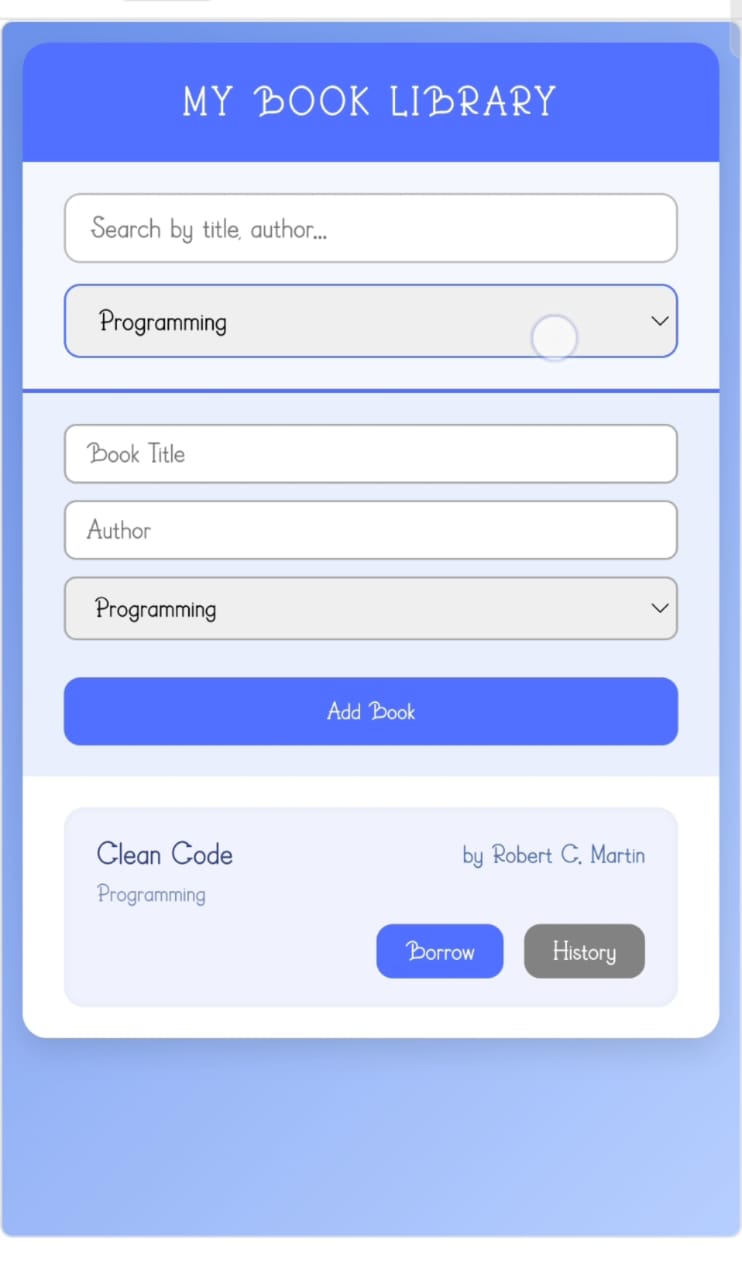 MY BOOK LIBRARY
Search by title, author...
Programming
Book Title
Author
Programming
Add Book
Clean Code by Robert C. Martin
Programming
Borrow History